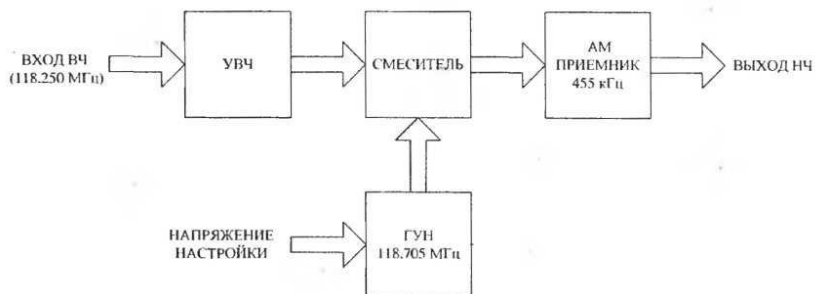 ВХОД ВЧ
(118.250 МГц)
УВЧ
СМЕСИТЕЛЬ
АМ
ПРИЕМНИК
455 кГц
ВЫХОД НЧ
НАПРЯЖЕНИЕ
НАСТРОЙКИ
ГУН
118.705 МГц